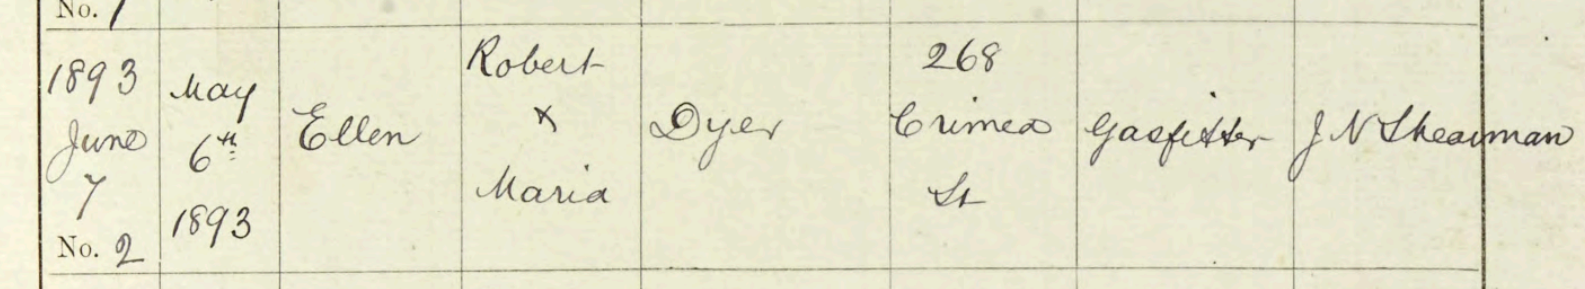 No. 1
1893
June
7
No. 2
May
6th
1893
Ellen
Robert
x
Maria
Dyer
268
Crimea
St
Gasfitter
J N Shearman